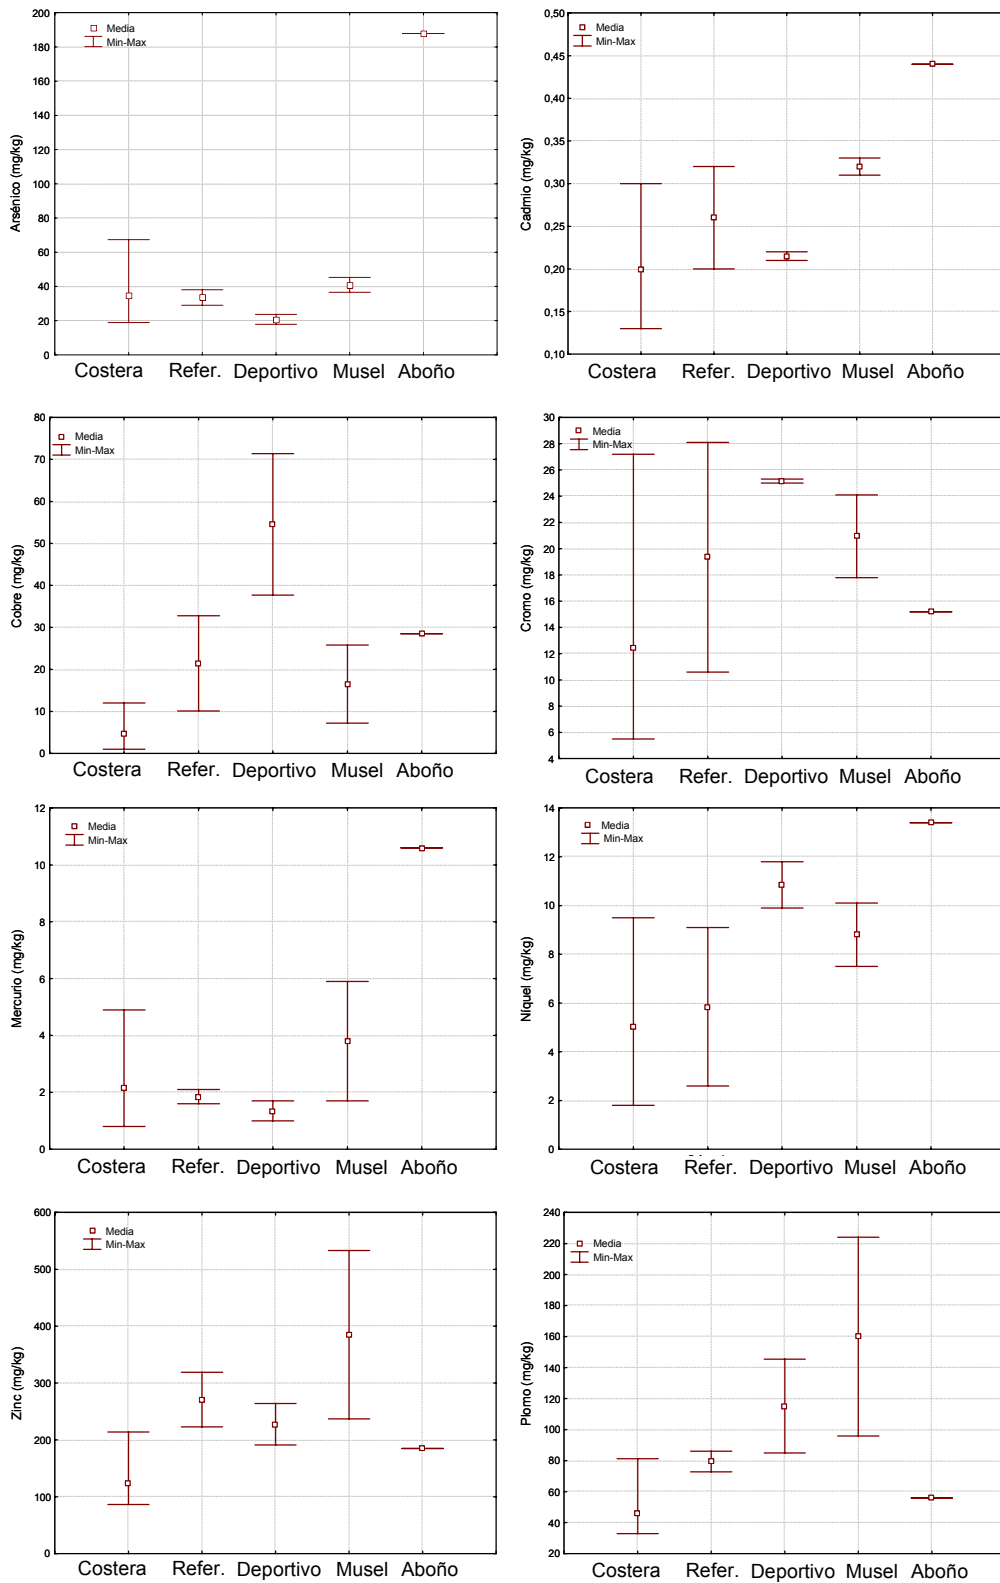 Arsénico (mg/kg)
200
180
160
140
120
100
80
60
40
20
0
Media
Min-Max
Costera Refer. Deportivo Musel Aboño
Cadmio (mg/kg)
0,50
0,45
0,40
0,35
0,30
0,25
0,20
0,15
0,10
Media
Min-Max
Costera Refer. Deportivo Musel Aboño
Cobre (mg/kg)
80
70
60
50
40
30
20
10
0
Media
Min-Max
Costera Refer. Deportivo Musel Aboño
Cromo (mg/kg)
30
28
26
24
22
20
18
16
14
12
10
8
6
4
Media
Min-Max
Costera Refer. Deportivo Musel Aboño
Mercurio (mg/kg)
12
10
8
6
4
2
0
Media
Min-Max
Costera Refer. Deportivo Musel Aboño
Níquel (mg/kg)
14
12
10
8
6
4
2
0
Media
Min-Max
Costera Refer. Deportivo Musel Aboño
Zinc (mg/kg)
600
500
400
300
200
100
0
Media
Min-Max
Costera Refer. Deportivo Musel Aboño
Plomo (mg/kg)
240
220
200
180
160
140
120
100
80
60
40
20
Media
Min-Max
Costera Refer. Deportivo Musel Aboño